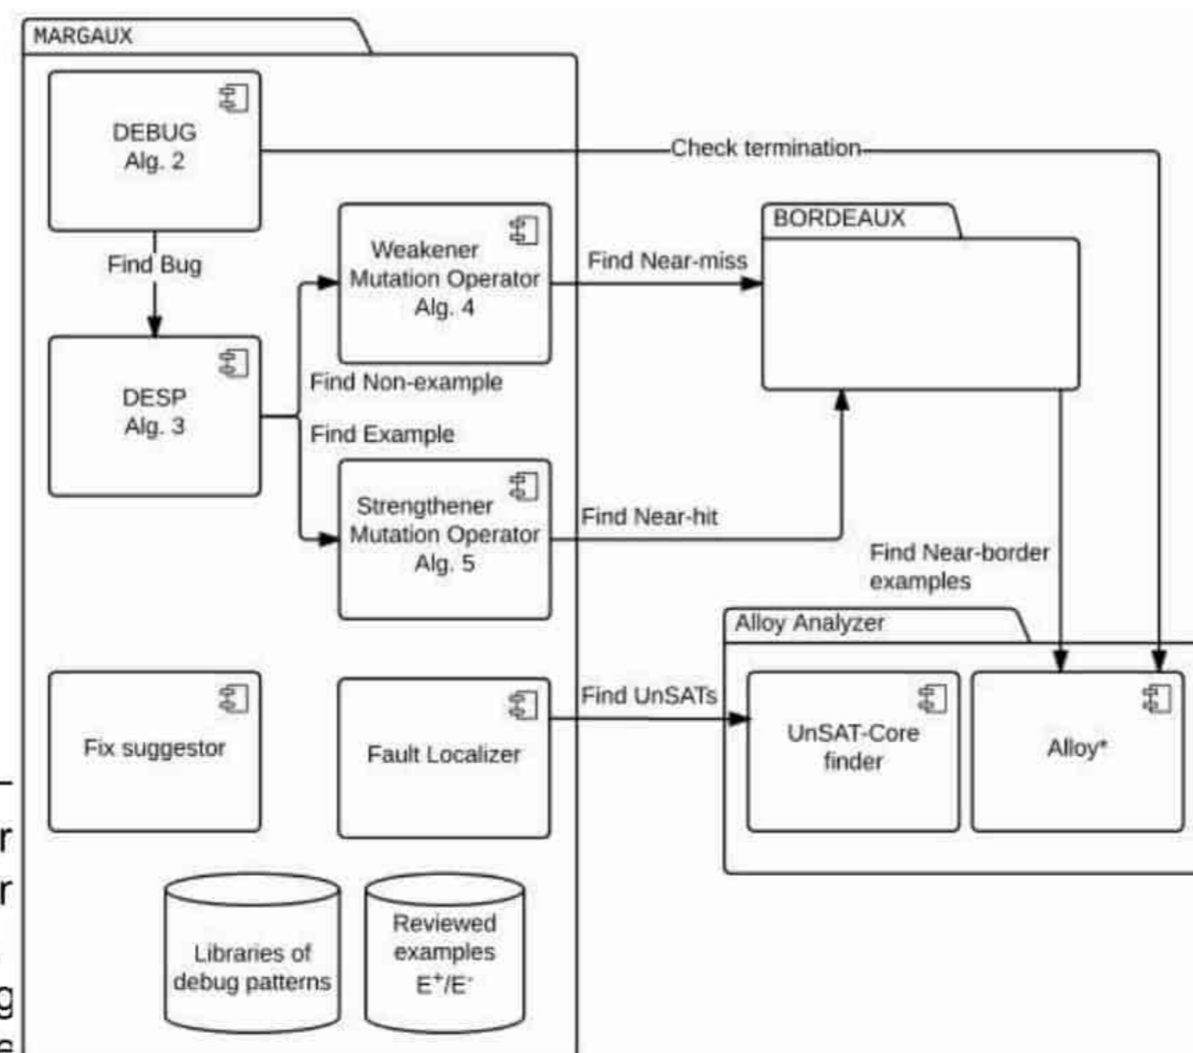 MARGAUX
DEBUG
Alg. 2
Check termination
Find Bug
Weakener
Mutation Operator
Alg. 4
Find Near-miss
BORDEAUX
DESP
Alg. 3
Find Non-example
Find Example
Strengthener
Mutation Operator
Alg. 5
Find Near-hit
Find Near-border
examples
Alloy Analyzer
Fix suggestor
Fault Localizer
Find UnSATs
UnSAT-Core
finder
Alloy*
Libraries of
debug patterns
Reviewed
examples
E⁺/E⁻
r
r
g